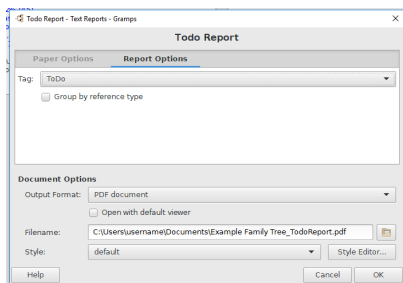 Todo Report - Text Reports - Gramps
Todo Report
Paper Options Report Options
Tag: ToDo
Group by reference type
Document Options
Output Format: PDF document
Open with default viewer
Filename: C:\Users\username\Documents\Example Family Tree_TodoReport.pdf
Style: default Style Editor...
Help Cancel OK